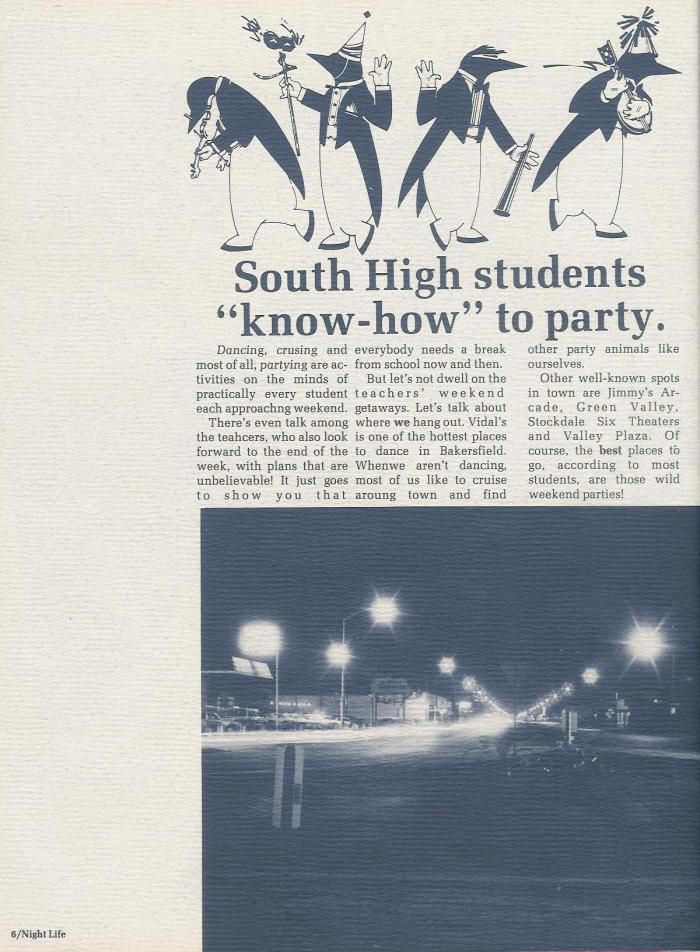 South High students
“know-how” to party.
Dancing, crusing and
most of all, partying are ac-
tivities on the minds of
practically every student
each approachng weekend.
There's even talk among
the teahcers, who also look
forward to the end of the
week, with plans that are
unbelievable! It just goes
to show you that
everybody needs a break
from school now and then.
But let's not dwell on the
teachers' weekend
getaways. Let's talk about
where we hang out. Vidal's
is one of the hottest places
to dance in Bakersfield.
Whenwe aren't dancing,
most of us like to cruise
aroung town and find
other party animals like
ourselves.
Other well-known spots
in town are Jimmy's Ar-
cade, Green Valley,
Stockdale Six Theaters
and Valley Plaza. Of
course, the best places to
go, according to most
students, are those wild
weekend parties!
6/Night Life